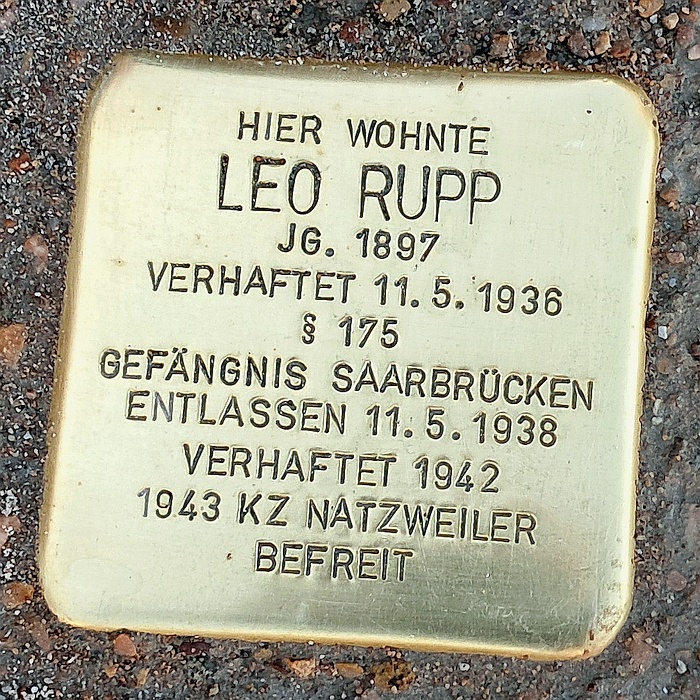 HIER WOHNTE
LEO RUPP
JG. 1897
VERHAFTET 11.5.1936
§ 175
GEFÄNGNIS SAARBRÜCKEN
ENTLASSEN 11.5.1938
VERHAFTET 1942
1943 KZ NATZWEILER
BEFREIT